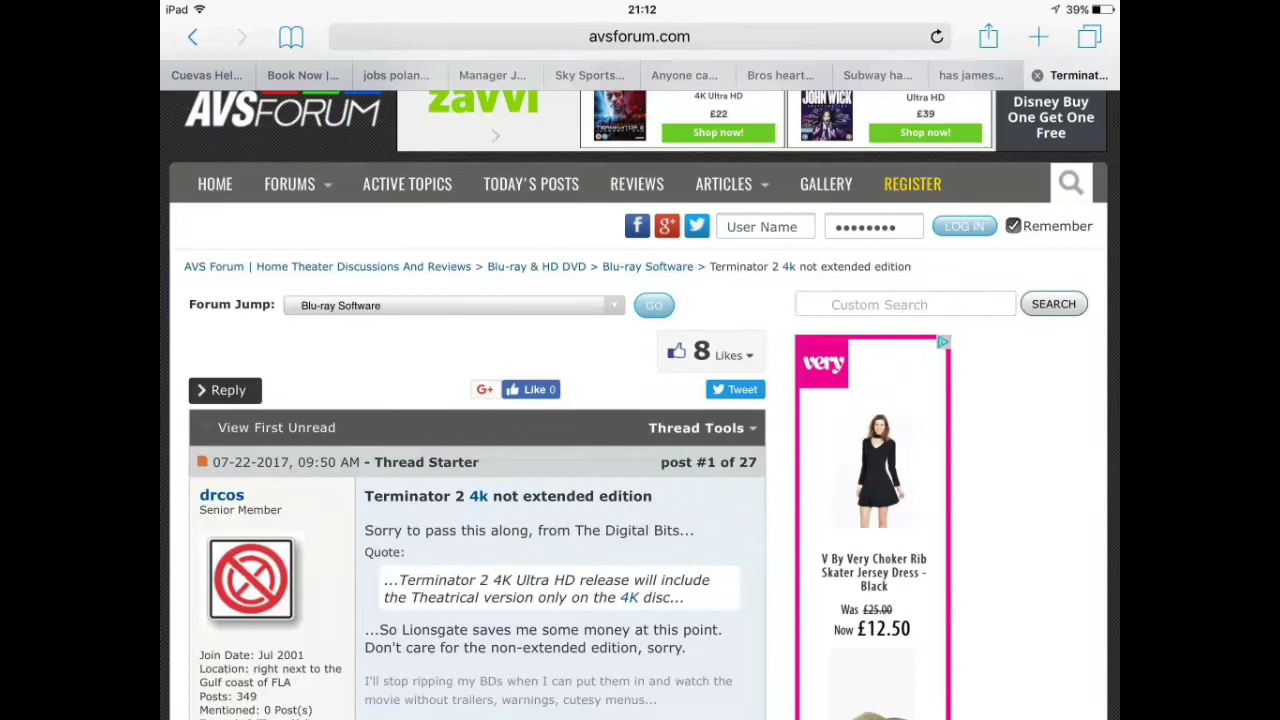 iPad 21:12 39%
avsforum.com
Cuevas Hel... Book Now |... jobs polan... Manager J... Sky Sports... Anyone ca... Bros heart... Subway ha... has james... Terminat...
AVSFORUM zavvi 4K Ultra HD £22 Shop now! JOHN WICK Ultra HD £39 Shop now! Disney Buy One Get One Free
HOME FORUMS ACTIVE TOPICS TODAY'S POSTS REVIEWS ARTICLES GALLERY REGISTER
f g+ User Name •••••••• LOG IN Remember
AVS Forum | Home Theater Discussions And Reviews > Blu-ray & HD DVD > Blu-ray Software > Terminator 2 4k not extended edition
Forum Jump: Blu-ray Software GO Custom Search SEARCH
8 Likes
Reply G+ Like 0 Tweet
View First Unread Thread Tools
07-22-2017, 09:50 AM - Thread Starter post #1 of 27
drcos
Senior Member
Join Date: Jul 2001
Location: right next to the
Gulf coast of FLA
Posts: 349
Mentioned: 0 Post(s)
Terminator 2 4k not extended edition
Sorry to pass this along, from The Digital Bits...
Quote:
...Terminator 2 4K Ultra HD release will include
the Theatrical version only on the 4K disc...
...So Lionsgate saves me some money at this point.
Don't care for the non-extended edition, sorry.
I'll stop ripping my BDs when I can put them in and watch the
movie without trailers, warnings, cutesy menus...
very
V By Very Choker Rib
Skater Jersey Dress -
Black
Was £25.00
Now £12.50